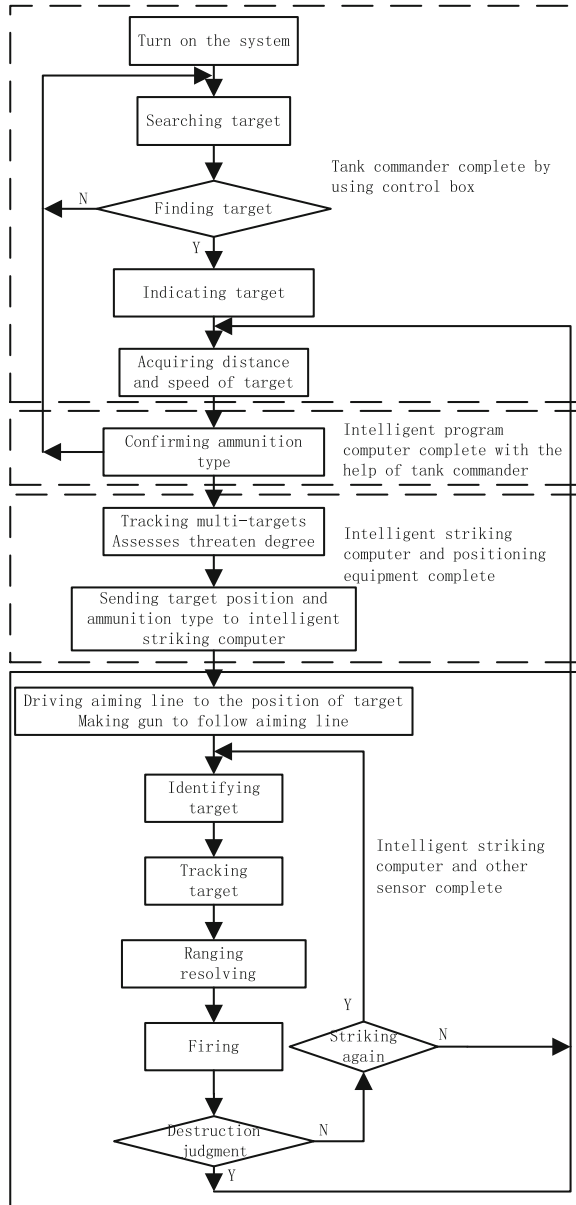 Turn on the system
Searching target
Tank commander complete by
using control box
N
Finding target
Y
Indicating target
Acquiring distance
and speed of target
Confirming ammunition
type
Intelligent program
computer complete with the
help of tank commander
Tracking multi-targets
Assesses threaten degree
Intelligent striking
computer and positioning
equipment complete
Sending target position and
ammunition type to intelligent
striking computer
Driving aiming line to the position of target
Making gun to follow aiming line
Identifying
target
Intelligent striking
computer and other
sensor complete
Tracking
target
Ranging
resolving
Y
Firing
Striking
again
N
Destruction
judgment
N
Y